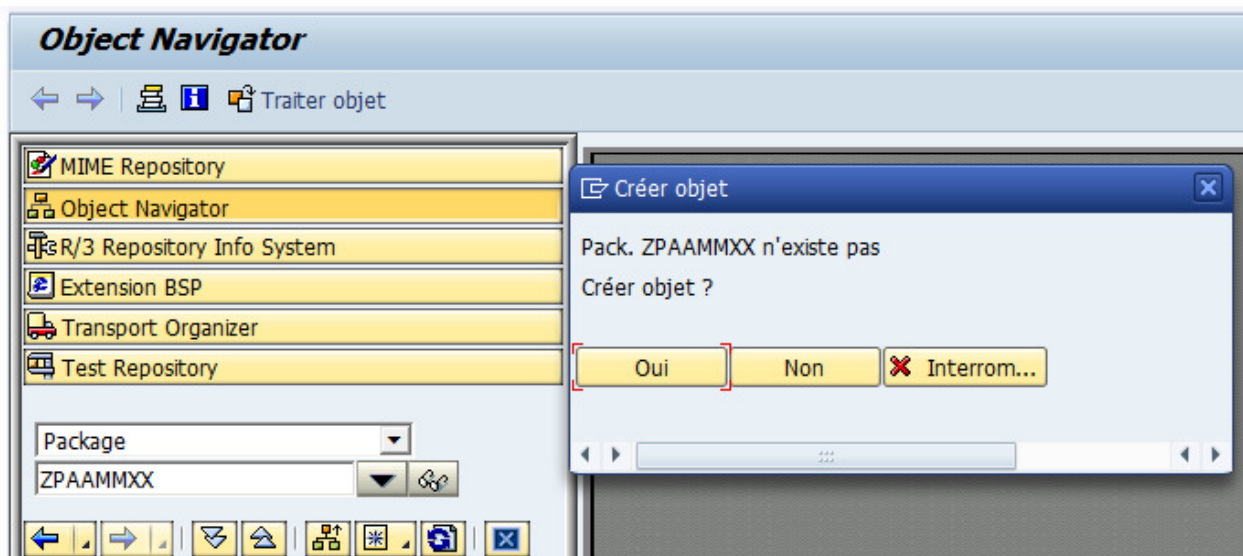 Object Navigator
Traiter objet
MIME Repository
Object Navigator
R/3 Repository Info System
Extension BSP
Transport Organizer
Test Repository
Package
ZPAAMMXX
Créer objet
Pack. ZPAAMMXX n'existe pas
Créer objet ?
Oui Non Interrom...